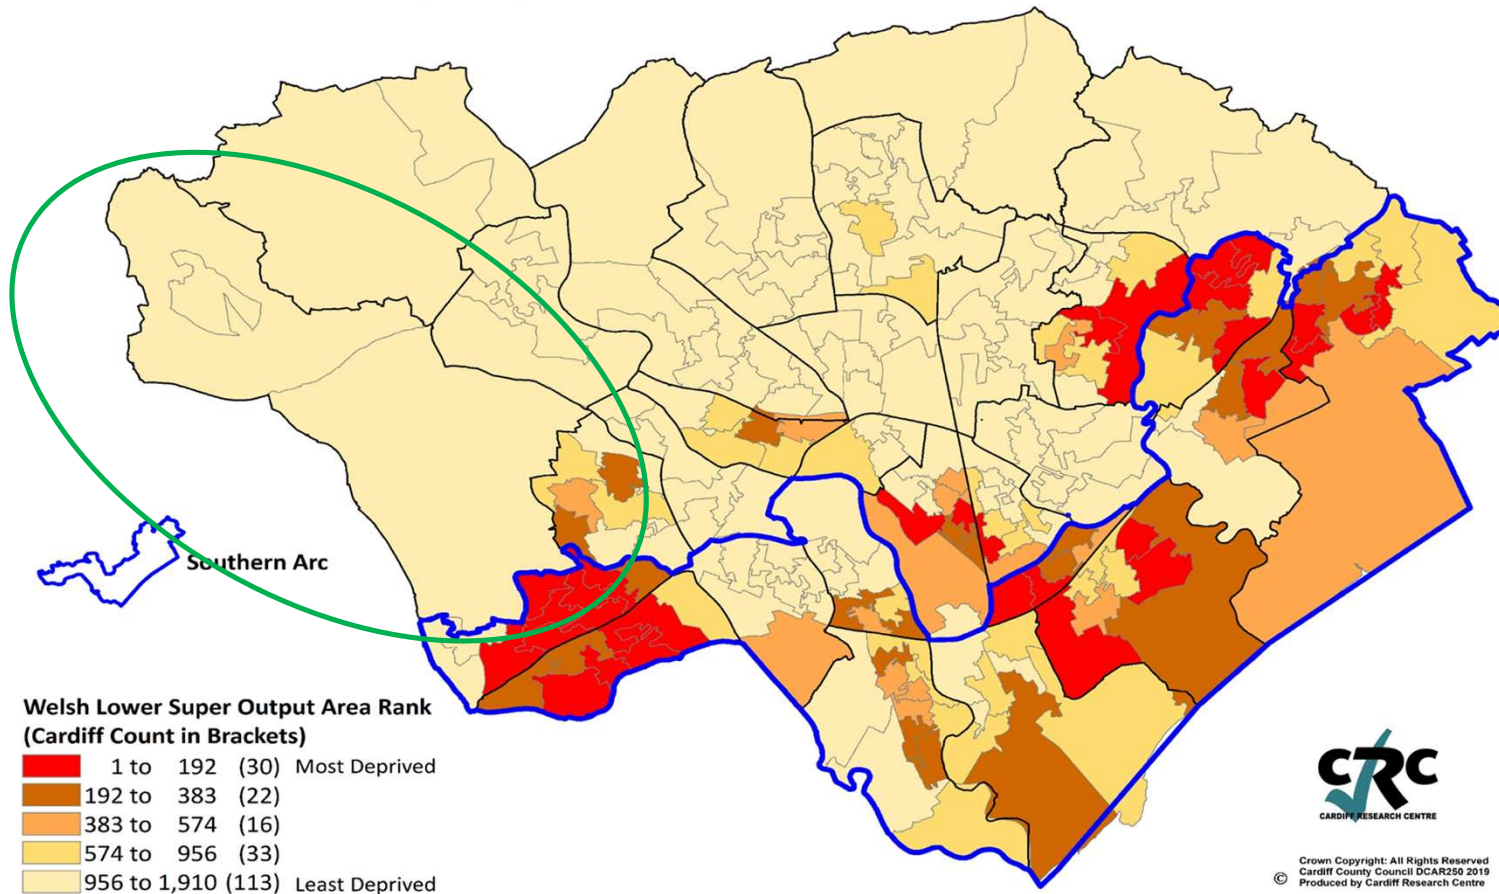 Southern Arc
Welsh Lower Super Output Area Rank
(Cardiff Count in Brackets)
1 to 192 (30) Most Deprived
192 to 383 (22)
383 to 574 (16)
574 to 956 (33)
956 to 1,910 (113) Least Deprived
CRC
CARDIFF RESEARCH CENTRE
Crown Copyright: All Rights Reserved
Cardiff County Council DCAR250 2019
© Produced by Cardiff Research Centre